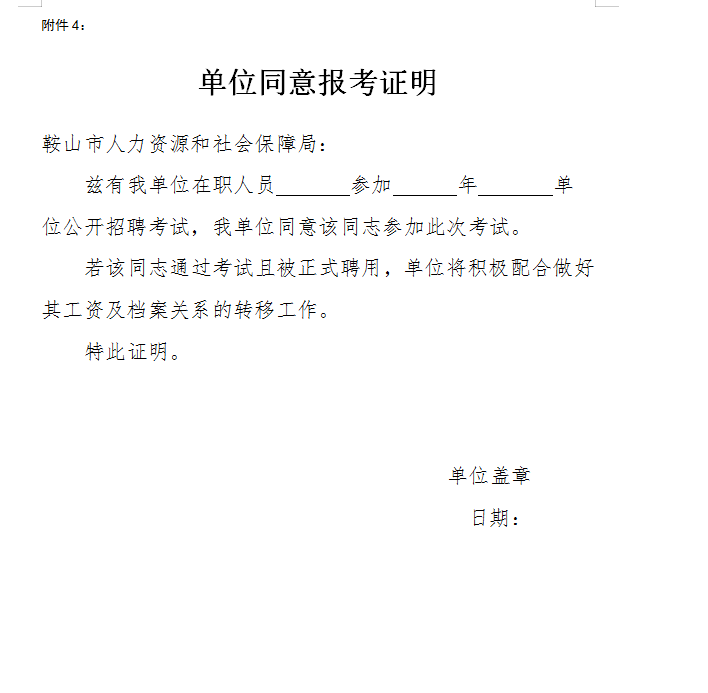 附件 4：
单位同意报考证明
鞍山市人力资源和社会保障局：
兹有我单位在职人员_______参加______年_______单
位公开招聘考试，我单位同意该同志参加此次考试。
若该同志通过考试且被正式聘用，单位将积极配合做好
其工资及档案关系的转移工作。
特此证明。
单位盖章
日期：